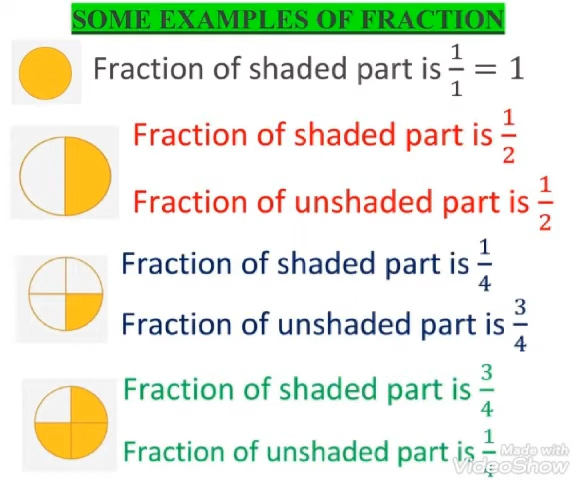 SOME EXAMPLES OF FRACTION
Fraction of shaded part is 1/1 = 1
Fraction of shaded part is 1/2
Fraction of unshaded part is 1/2
Fraction of shaded part is 1/4
Fraction of unshaded part is 3/4
Fraction of shaded part is 3/4
Fraction of unshaded part is 1/4
Made with
VideoShow